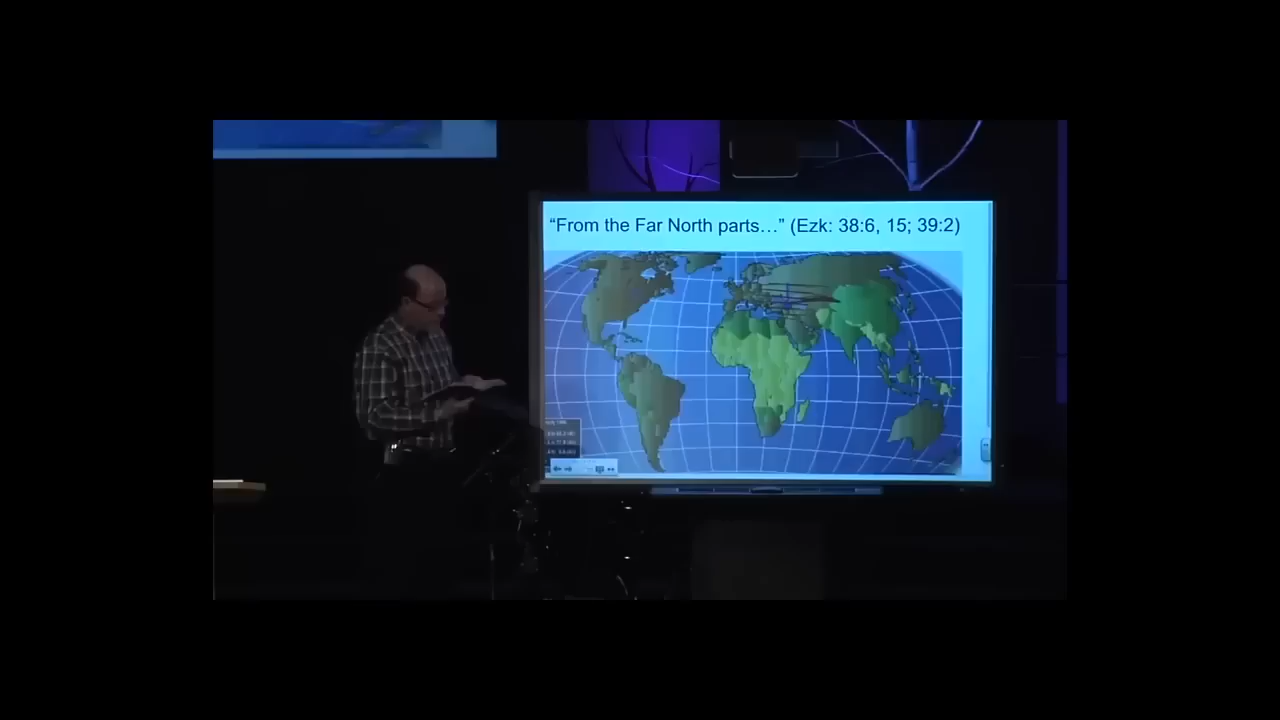 “From the Far North parts…” (Ezk: 38:6, 15; 39:2)